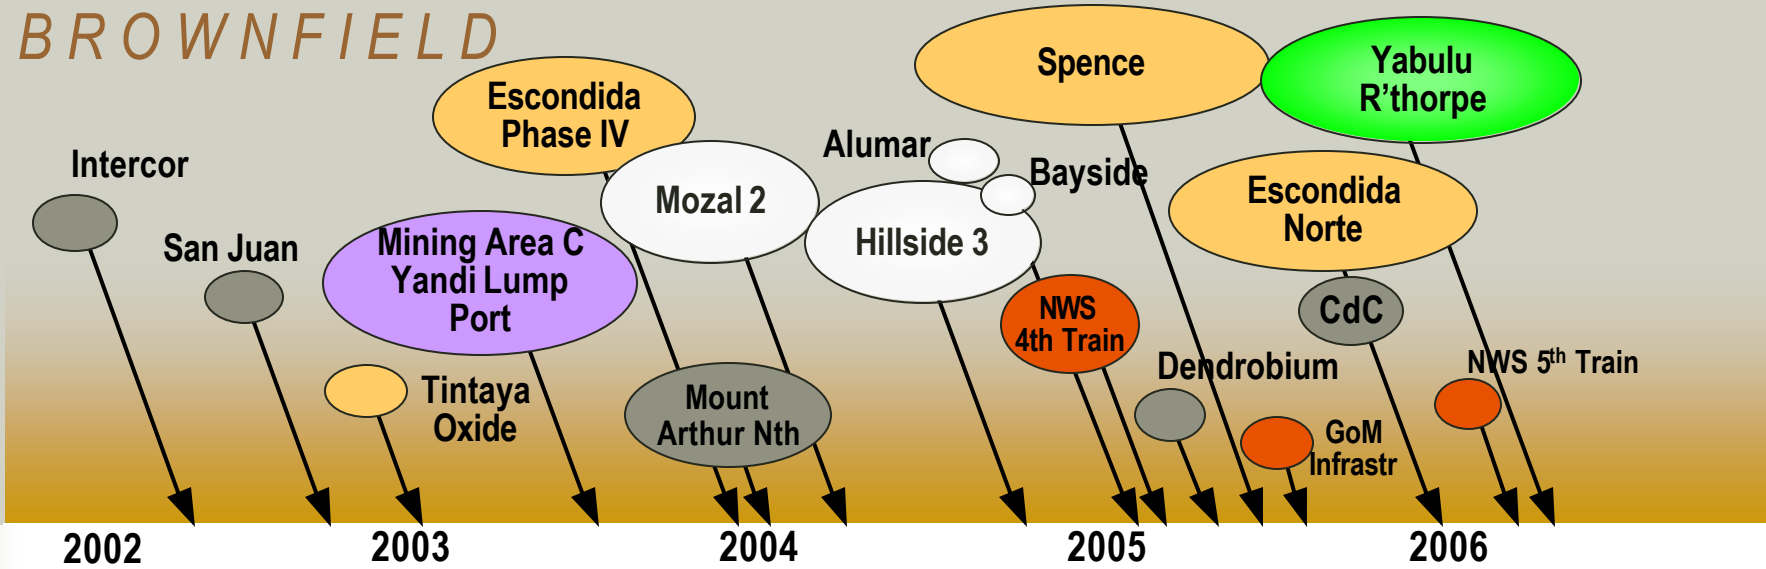 BROWNFIELD
Intercor
San Juan
Escondida
Phase IV
Mining Area C
Yandi Lump
Port
Tintaya
Oxide
Mozal 2
Mount
Arthur Nth
Alumar
Bayside
Hillside 3
NWS
4th Train
Spence
Dendrobium
Yabulu
R'thorpe
Escondida
Norte
CdC
GoM
Infrastr
NWS 5th Train
2002
2003
2004
2005
2006